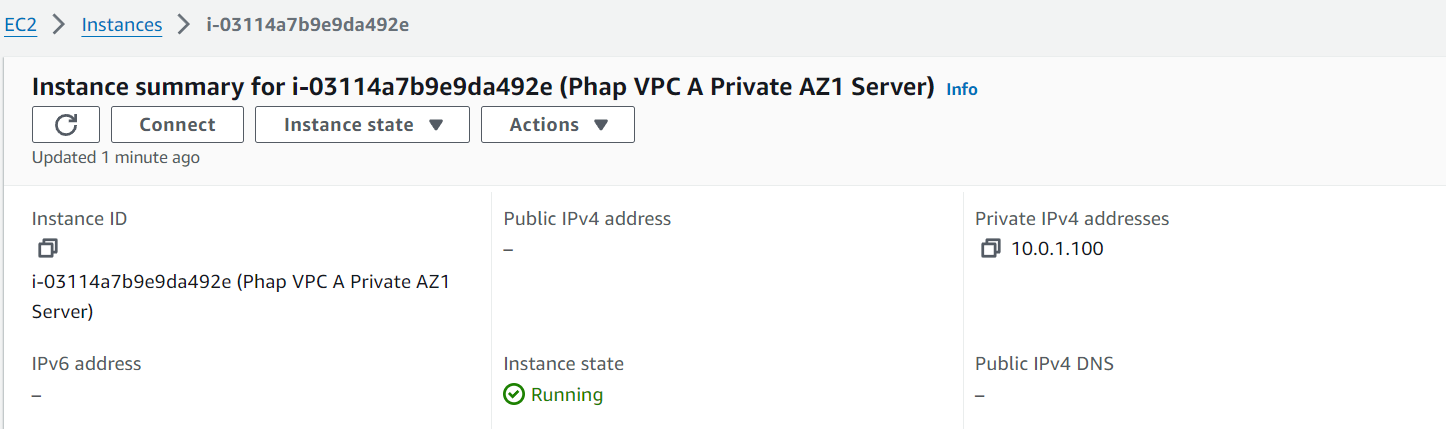 EC2 > Instances > i-03114a7b9e9da492e
Instance summary for i-03114a7b9e9da492e (Phap VPC A Private AZ1 Server) Info
Connect Instance state Actions
Updated 1 minute ago
Instance ID
i-03114a7b9e9da492e (Phap VPC A Private AZ1
Server)
Public IPv4 address
–
Private IPv4 addresses
10.0.1.100
IPv6 address
–
Instance state
Running
Public IPv4 DNS
–